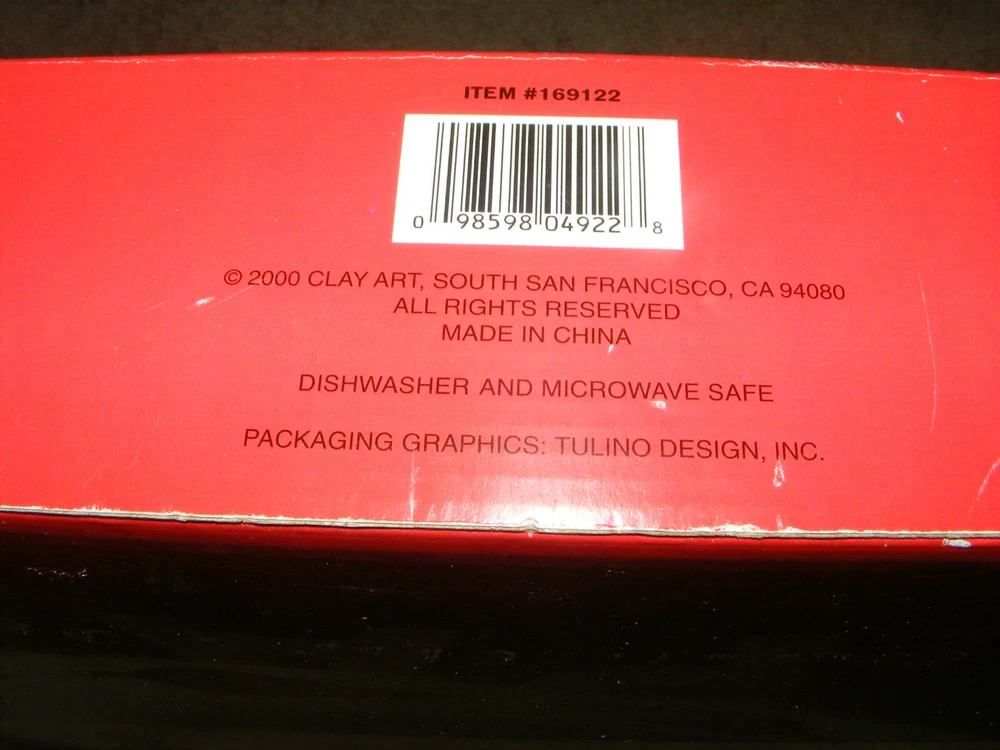 ITEM #169122
0 98598 04922 8
© 2000 CLAY ART, SOUTH SAN FRANCISCO, CA 94080
ALL RIGHTS RESERVED
MADE IN CHINA
DISHWASHER AND MICROWAVE SAFE
PACKAGING GRAPHICS: TULINO DESIGN, INC.